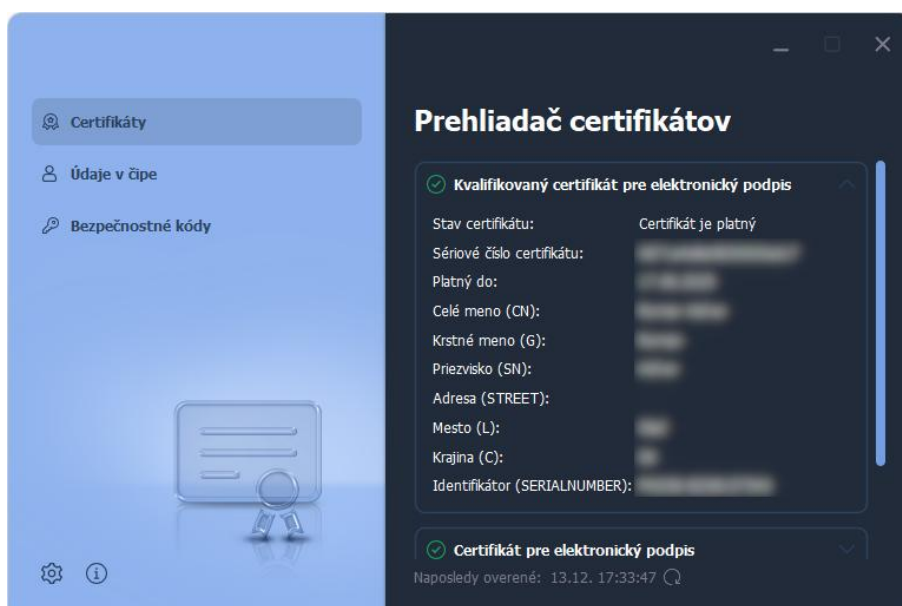 Certifikáty
Údaje v čipe
Bezpečnostné kódy
Prehliadač certifikátov
Kvalifikovaný certifikát pre elektronický podpis
Stav certifikátu: Certifikát je platný
Sériové číslo certifikátu:
Platný do:
Celé meno (CN):
Krstné meno (G):
Priezvisko (SN):
Adresa (STREET):
Mesto (L):
Krajina (C):
Identifikátor (SERIALNUMBER):
Certifikát pre elektronický podpis
Naposledy overené: 13.12. 17:33:47